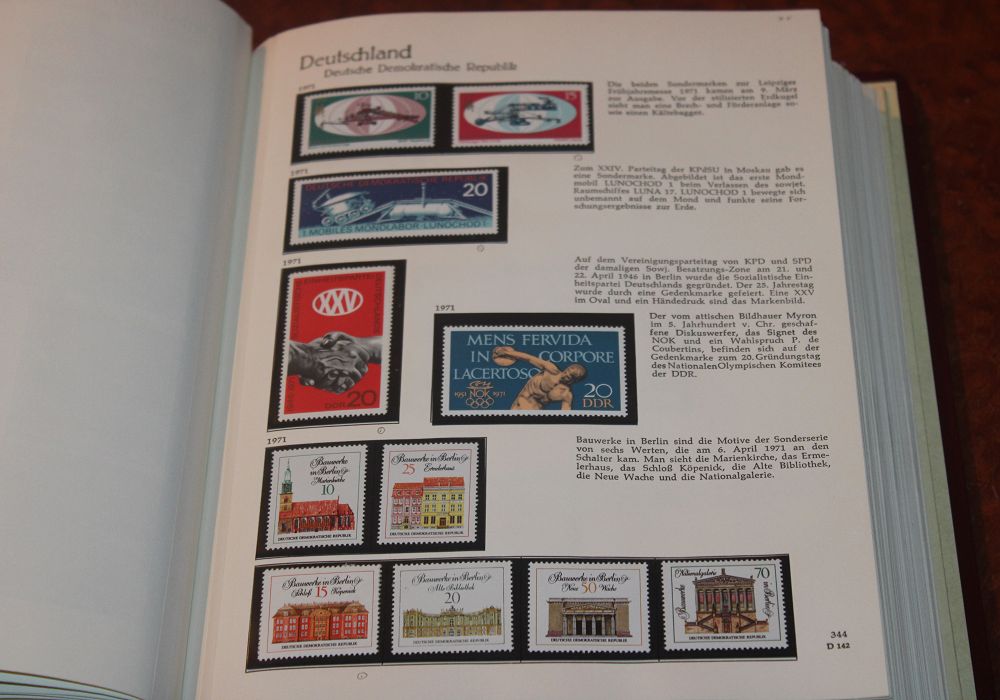 Deutschland
Deutsche Demokratische Republik
1971
10
15
Die beiden Sondermarken zur Leipziger
Frühjahrsmesse 1971 kamen am 9. März
zur Ausgabe. Vor der stilisierten Erdkugel
sieht man eine Brech- und Förderanlage so-
wie einen Kältebagger.
1971
DEUTSCHE DEMOKRATISCHE REPUBLIK
20
1. MOBILES MONDLABOR · LUNOCHOD 1
Zum XXIV. Parteitag der KPdSU in Moskau gab es
eine Sondermarke. Abgebildet ist das erste Mond-
mobil LUNOCHOD 1 beim Verlassen des sowjet.
Raumschiffes LUNA 17. LUNOCHOD 1 bewegte sich
unbemannt auf dem Mond und funkte seine For-
schungsergebnisse zur Erde.
1971
XXV
DDR 20
Auf dem Vereinigungsparteitag von KPD und SPD
der damaligen Sowj. Besatzungs-Zone am 21. und
22. April 1946 in Berlin wurde die Sozialistische Ein-
heitspartei Deutschlands gegründet. Der 25. Jahrestag
wurde durch eine Gedenkmarke gefeiert. Eine XXV
im Oval und ein Händedruck sind das Markenbild.
1971
MENS FERVIDA
IN CORPORE
LACERTOSO
1951 NOK 1971
20
DDR
Der vom attischen Bildhauer Myron
im 5. Jahrhundert v. Chr. geschaf-
fene Diskuswerfer, das Signet des
NOK und ein Wahlspruch P. de
Coubertins, befinden sich auf der
Gedenkmarke zum 20. Gründungstag
des Nationalen Olympischen Komitees
der DDR.
1971
Bauwerke in Berlin
Marienkirche
10
DEUTSCHE DEMOKRATISCHE REPUBLIK
Bauwerke in Berlin
25 Ermelerhaus
DEUTSCHE DEMOKRATISCHE REPUBLIK
Bauwerke in Berlin sind die Motive der Sonderserie
von sechs Werten, die am 6. April 1971 an den
Schalter kam. Man sieht die Marienkirche, das Erme-
lerhaus, das Schloß Köpenick, die Alte Bibliothek,
die Neue Wache und die Nationalgalerie.
Bauwerke in Berlin
Schloß 15 Köpenick
DEUTSCHE DEMOKRATISCHE REPUBLIK
Bauwerke in Berlin
Alte Bibliothek
20
DEUTSCHE DEMOKRATISCHE REPUBLIK
Bauwerke in Berlin
Neue 50 Wache
DEUTSCHE DEMOKRATISCHE REPUBLIK
Nationalgalerie 70
Bauwerke
in Berlin
DEUTSCHE DEMOKRATISCHE REPUBLIK
344
D 142